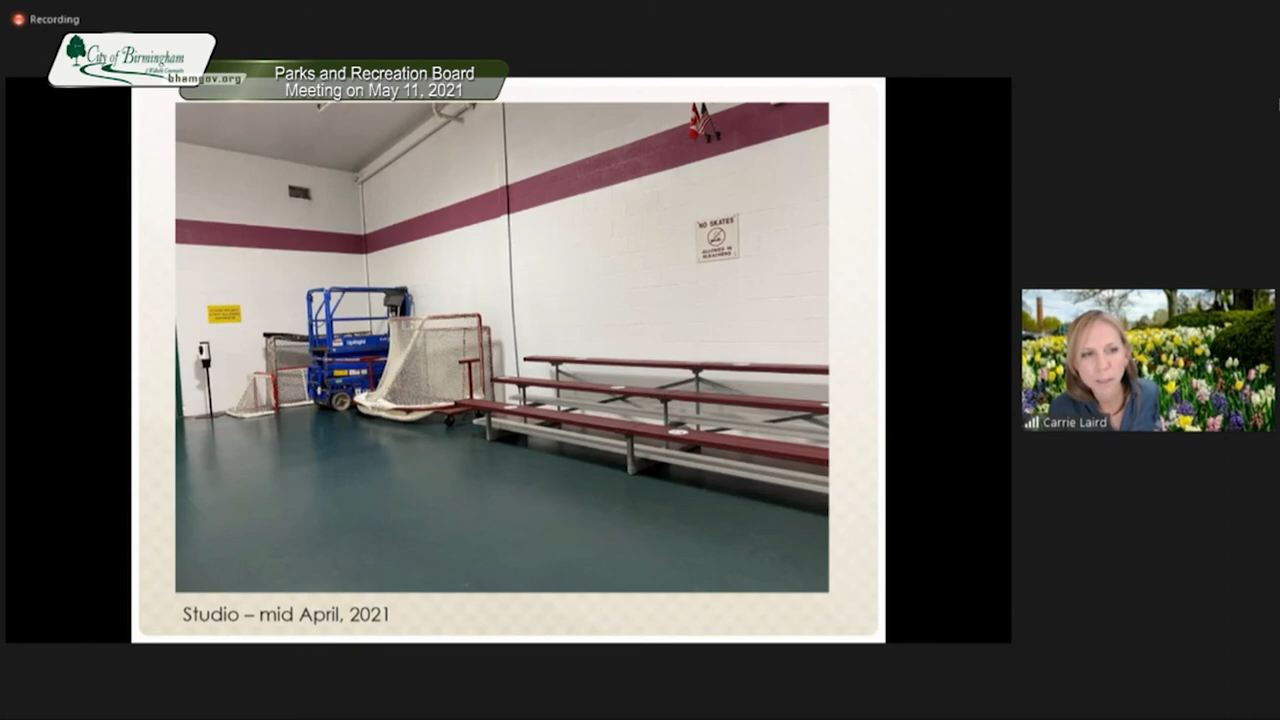 Recording
City of Birmingham
A Walkable Community
bhamgov.org
Parks and Recreation Board
Meeting on May 11, 2021
NO SKATES
ALLOWED IN
BLEACHERS
UpRight
Carrie Laird
Studio – mid April, 2021